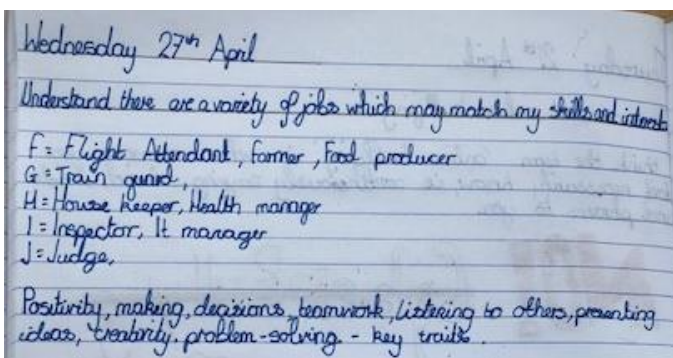 Wednesday 27th April
Understand there are a variety of jobs which may match my skills and interests
F = Flight Attendant, farmer, Food producer
G = Train guard,
H = House keeper, Health manager
I = Inspector, It manager
J = Judge,
Positivity, making, decisions, teamwork, listening to others, presenting
ideas, creativity. problem-solving. - key traits.